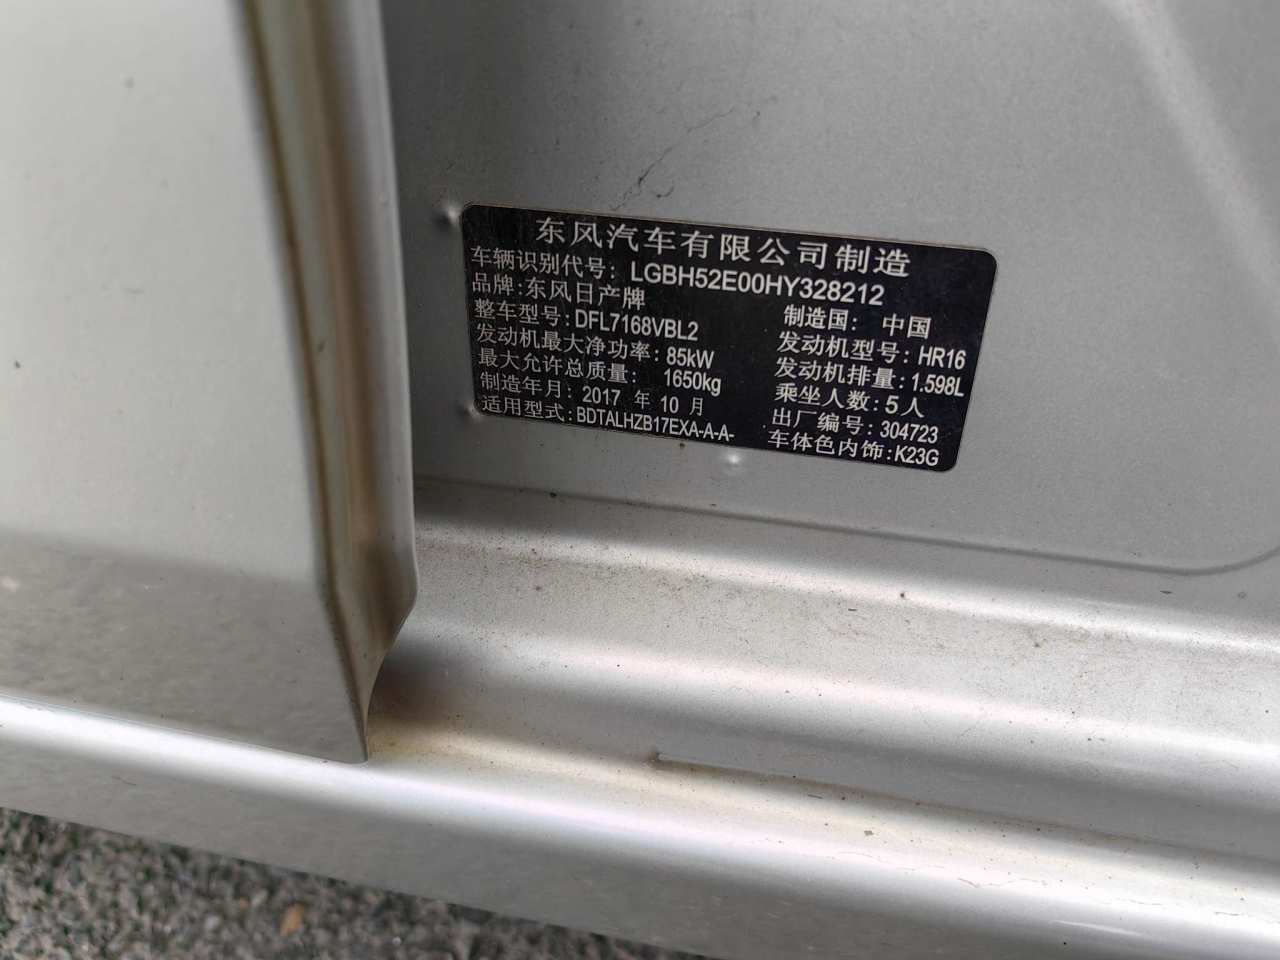 东风汽车有限公司制造
车辆识别代号: LGBH52E00HY328212
品牌:东风日产牌 制造国: 中国
整车型号:DFL7168VBL2 发动机型号: HR16
发动机最大净功率: 85kW 发动机排量: 1.598L
最大允许总质量: 1650kg 乘坐人数: 5人
制造年月: 2017 年 10 月 出厂编号: 304723
适用型式: BDTALHZB17EXA-A-A- 车体色内饰:K23G